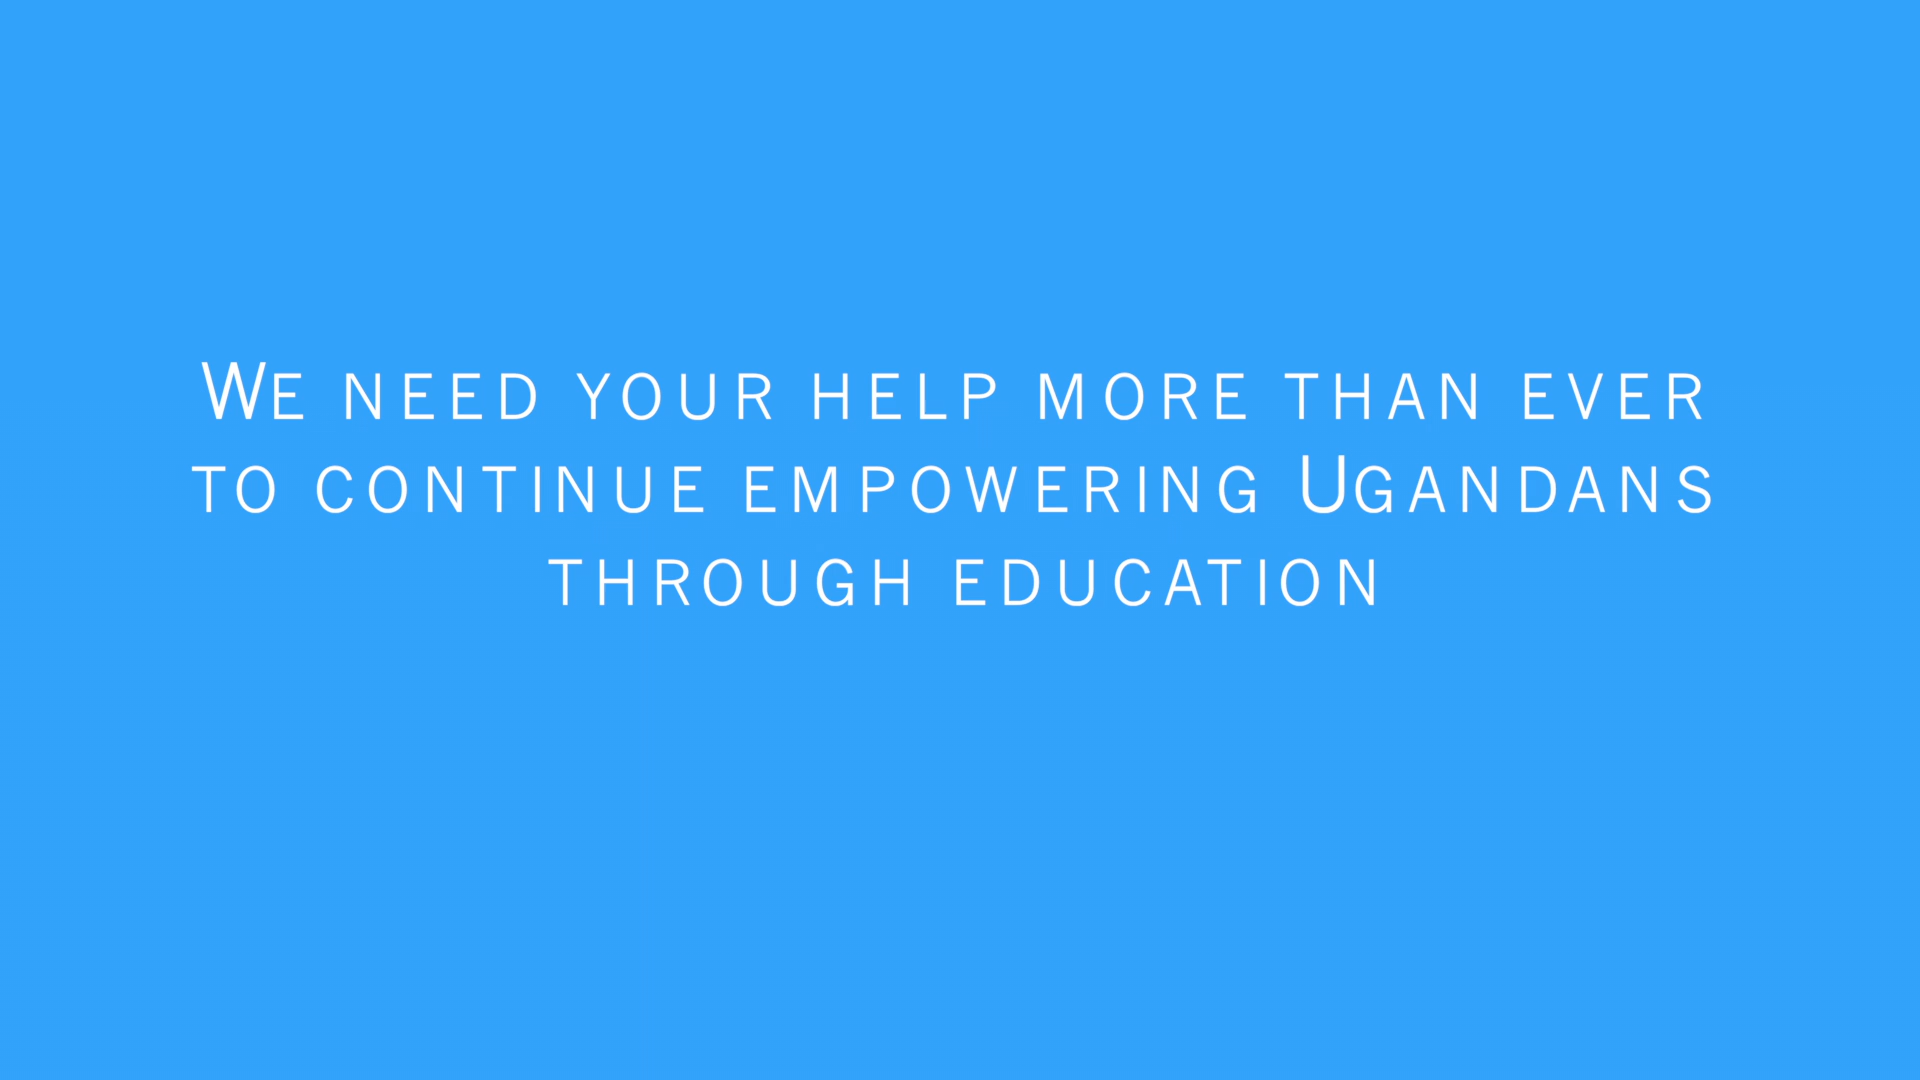 We need your help more than ever
to continue empowering Ugandans
through education